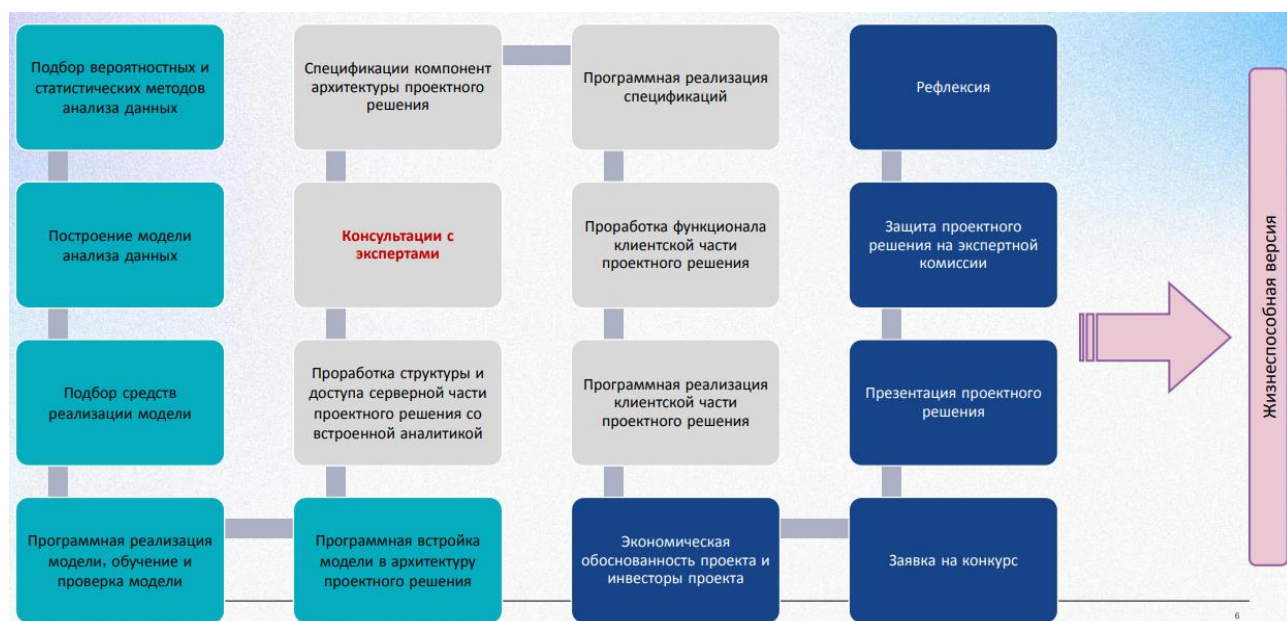 Подбор вероятностных и
статистических методов
анализа данных
Построение модели
анализа данных
Подбор средств
реализации модели
Программная реализация
модели, обучение и
проверка модели
Программная встройка
модели в архитектуру
проектного решения
Проработка структуры и
доступа серверной части
проектного решения со
встроенной аналитикой
Консультации с
экспертами
Спецификации компонент
архитектуры проектного
решения
Программная реализация
спецификаций
Проработка функционала
клиентской части
проектного решения
Программная реализация
клиентской части
проектного решения
Экономическая
обоснованность проекта и
инвесторы проекта
Заявка на конкурс
Презентация проектного
решения
Защита проектного
решения на экспертной
комиссии
Рефлексия
Жизнеспособная версия
6